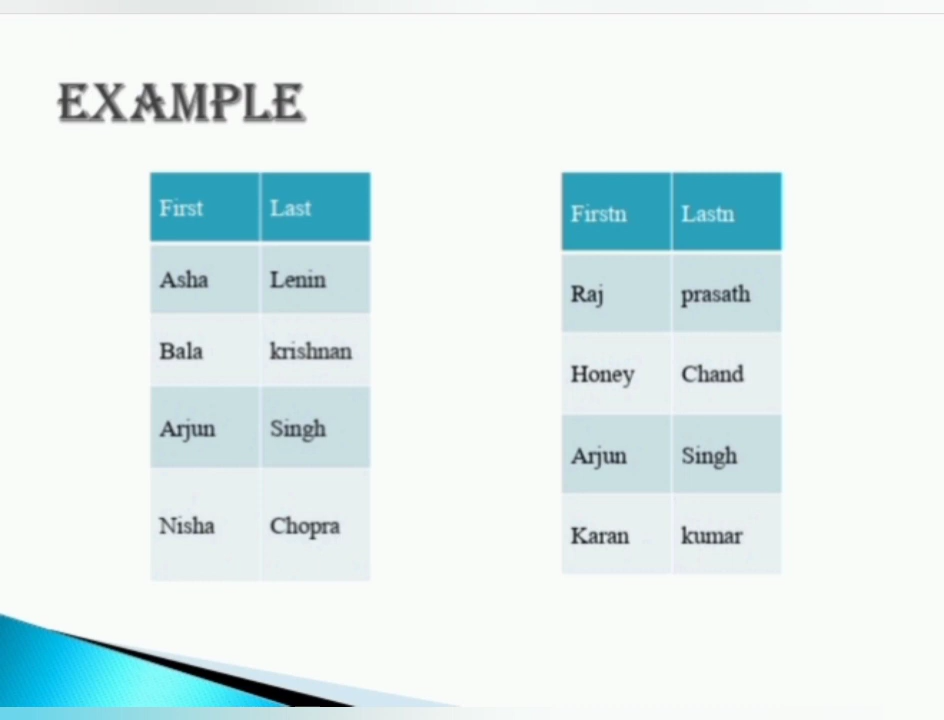 EXAMPLE
First Last
Asha Lenin
Bala krishnan
Arjun Singh
Nisha Chopra
Firstn Lastn
Raj prasath
Honey Chand
Arjun Singh
Karan kumar